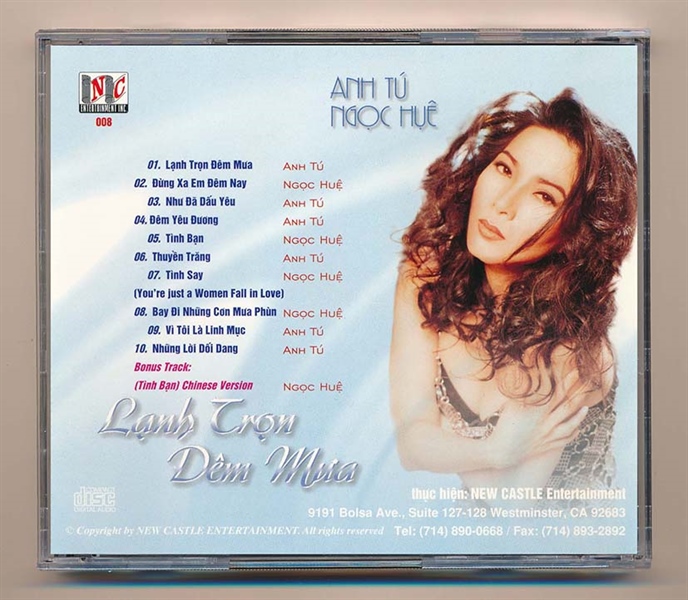 NC
ENTERTAINMENT INC
008
ANH TÚ
NGỌC HUỆ
01. Lạnh Trọn Đêm Mưa ANH TÚ
02. Đừng Xa Em Đêm Nay NGỌC HUỆ
03. Như Đã Dấu Yêu ANH TÚ
04. Đêm Yêu Đương ANH TÚ
05. Tình Bạn NGỌC HUỆ
06. Thuyền Trăng ANH TÚ
07. Tình Say NGỌC HUỆ
(You're just a Women Fall in Love)
08. Bay Đi Những Cơn Mưa Phùn NGỌC HUỆ
09. Vì Tôi Là Linh Mục ANH TÚ
10. Những Lời Dối Dang ANH TÚ
Bonus Track:
(Tình Bạn) Chinese Version NGỌC HUỆ
Lạnh Trọn
Đêm Mưa
COMPACT
disc
DIGITAL AUDIO
thực hiện: NEW CASTLE Entertainment
9191 Bolsa Ave., Suite 127-128 Westminster, CA 92683
© Copyright by NEW CASTLE ENTERTAINMENT. All rights reserved Tel: (714) 890-0668 / Fax: (714) 893-2892